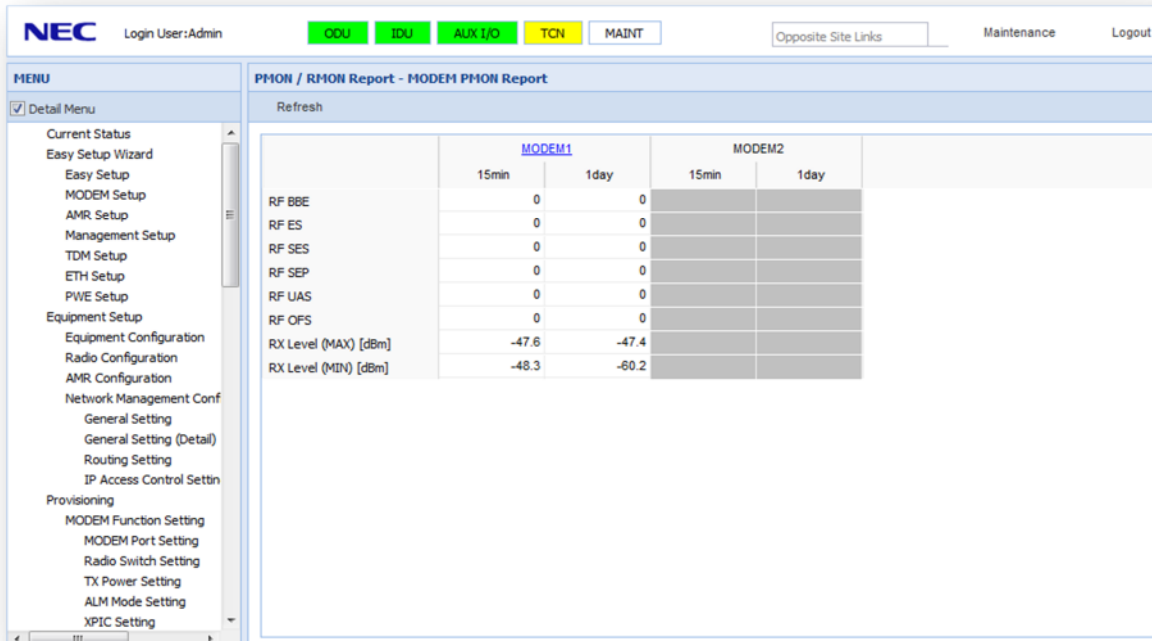 NEC Login User:Admin ODU IDU AUX I/O TCN MAINT Opposite Site Links Maintenance Logout
MENU
Detail Menu
Current Status
Easy Setup Wizard
Easy Setup
MODEM Setup
AMR Setup
Management Setup
TDM Setup
ETH Setup
PWE Setup
Equipment Setup
Equipment Configuration
Radio Configuration
AMR Configuration
Network Management Conf
General Setting
General Setting (Detail)
Routing Setting
IP Access Control Settin
Provisioning
MODEM Function Setting
MODEM Port Setting
Radio Switch Setting
TX Power Setting
ALM Mode Setting
XPIC Setting
PMON / RMON Report - MODEM PMON Report
Refresh
MODEM1 MODEM2
15min 1day 15min 1day
RF BBE 0 0
RF ES 0 0
RF SES 0 0
RF SEP 0 0
RF UAS 0 0
RF OFS 0 0
RX Level (MAX) [dBm] -47.6 -47.4
RX Level (MIN) [dBm] -48.3 -60.2